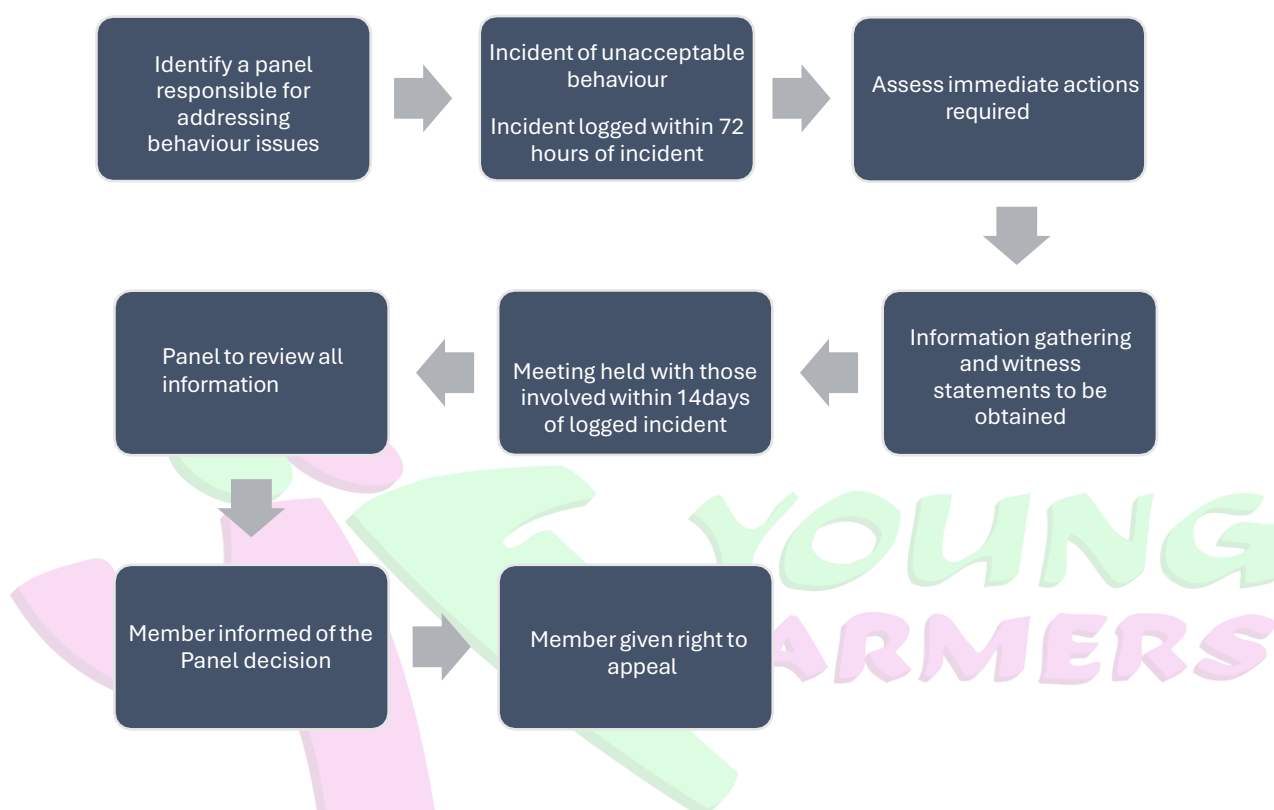 Identify a panel
responsible for
addressing
behaviour issues
Incident of unacceptable
behaviour
Incident logged within 72
hours of incident
Assess immediate actions
required
Information gathering
and witness
statements to be
obtained
Meeting held with those
involved within 14days
of logged incident
Panel to review all
information
Member informed of the
Panel decision
Member given right to
appeal
YOUNG
ARMERS